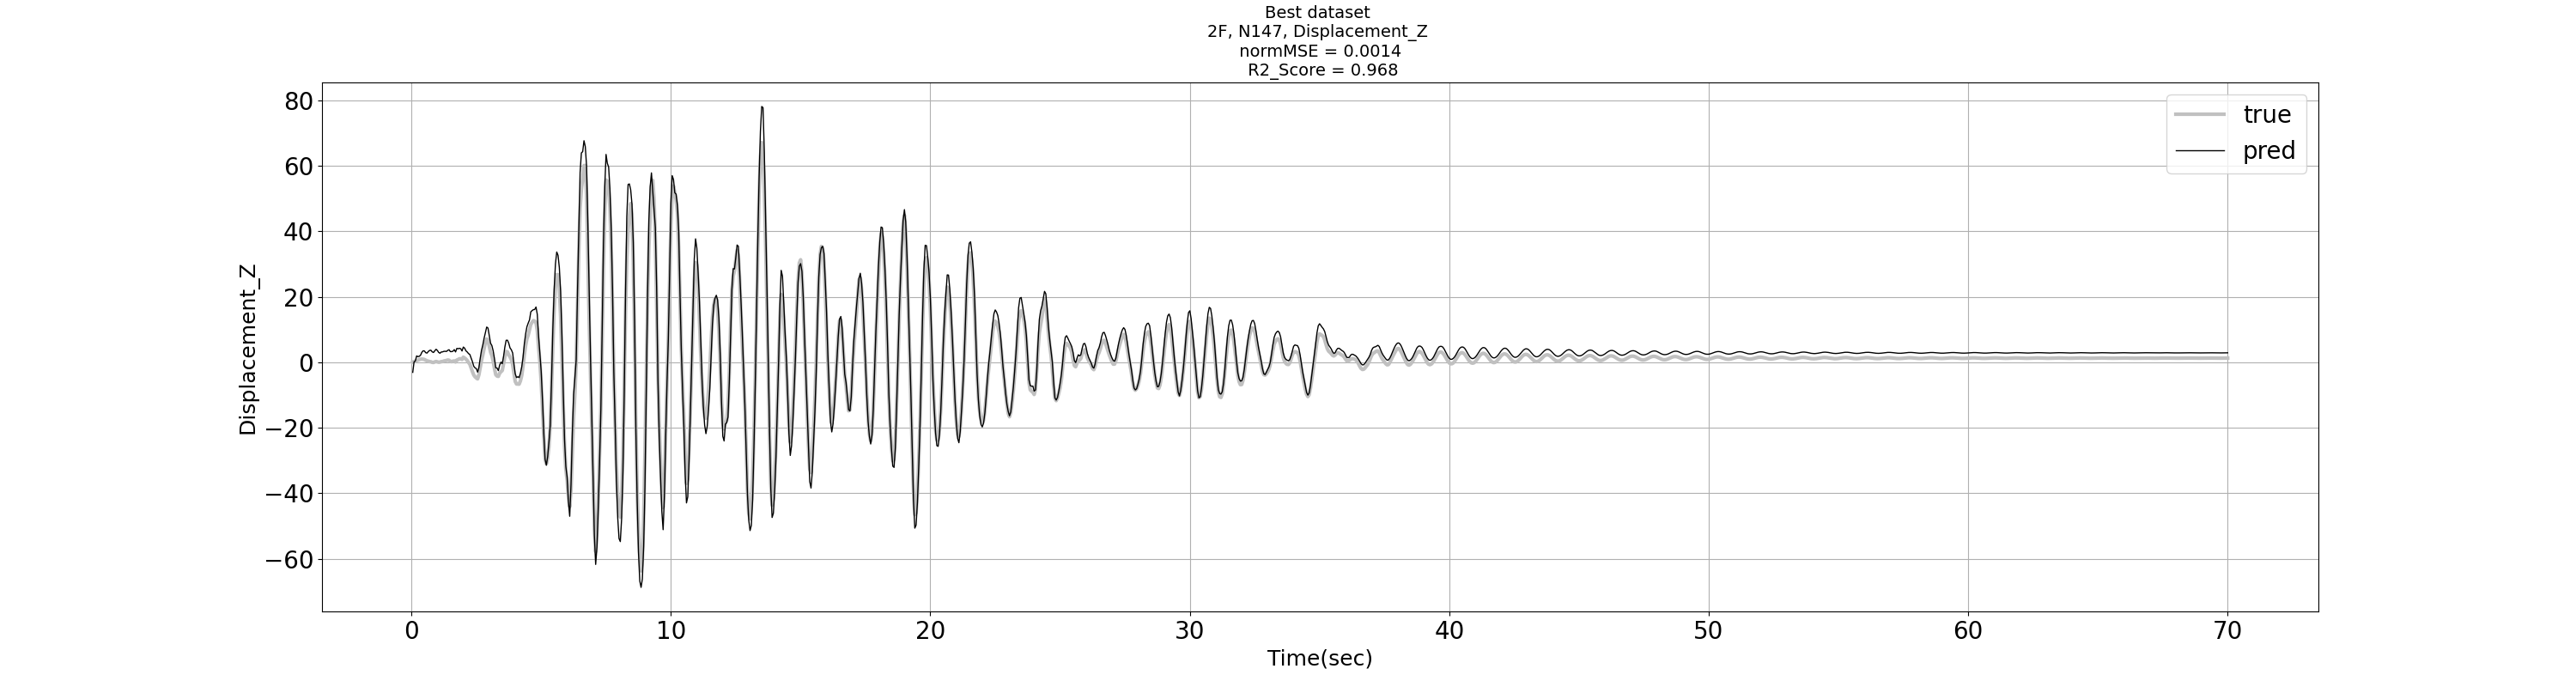 Best dataset
2F, N147, Displacement_Z
normMSE = 0.0014
R2_Score = 0.968
true
pred
80
60
40
20
0
−20
−40
−60
Displacement_Z
0 10 20 30 40 50 60 70
Time(sec)